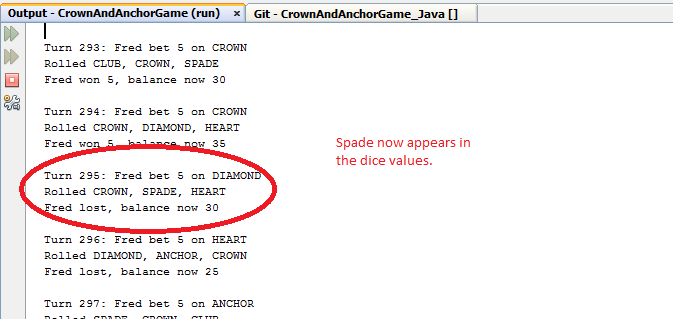 Output - CrownAndAnchorGame (run) × Git - CrownAndAnchorGame_Java []
Turn 293: Fred bet 5 on CROWN
Rolled CLUB, CROWN, SPADE
Fred won 5, balance now 30
Turn 294: Fred bet 5 on CROWN
Rolled CROWN, DIAMOND, HEART
Fred won 5, balance now 35
Spade now appears in
the dice values.
Turn 295: Fred bet 5 on DIAMOND
Rolled CROWN, SPADE, HEART
Fred lost, balance now 30
Turn 296: Fred bet 5 on HEART
Rolled DIAMOND, ANCHOR, CROWN
Fred lost, balance now 25
Turn 297: Fred bet 5 on ANCHOR
Rolled SPADE, CROWN, CLUB